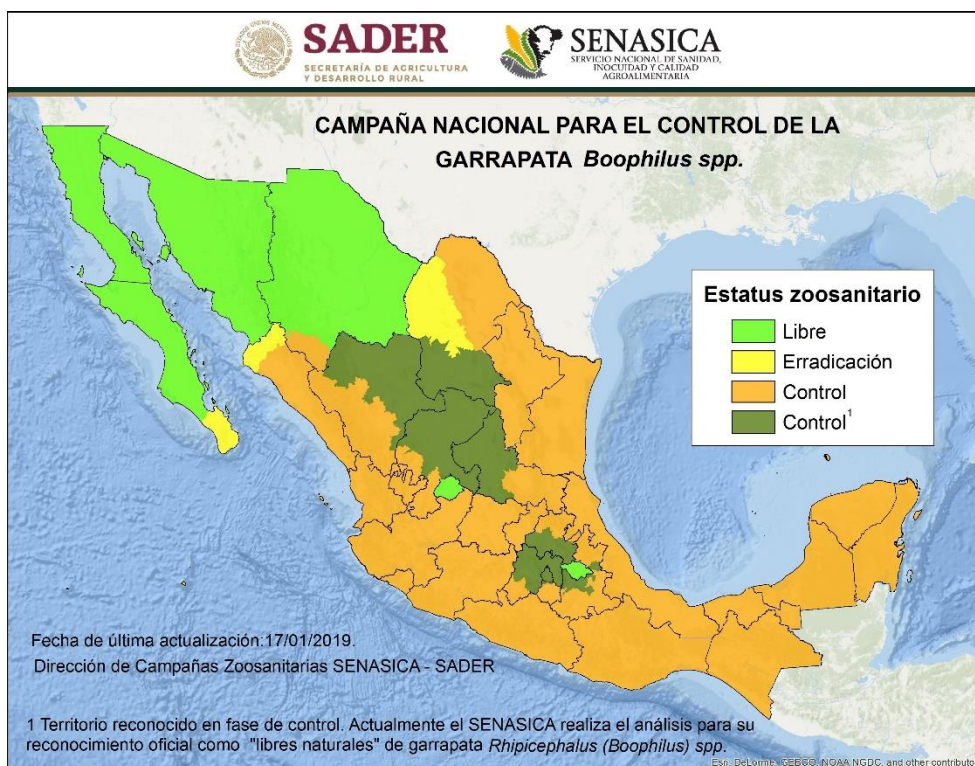 SADER
SECRETARÍA DE AGRICULTURA
Y DESARROLLO RURAL
SENASICA
SERVICIO NACIONAL DE SANIDAD,
INOCUIDAD Y CALIDAD
AGROALIMENTARIA
CAMPAÑA NACIONAL PARA EL CONTROL DE LA
GARRAPATA Boophilus spp.
Estatus zoosanitario
Libre
Erradicación
Control
Control¹
Fecha de última actualización:17/01/2019.
Dirección de Campañas Zoosanitarias SENASICA - SADER
1 Territorio reconocido en fase de control. Actualmente el SENASICA realiza el análisis para su
reconocimiento oficial como "libres naturales" de garrapata Rhipicephalus (Boophilus) spp.
Esri, DeLorme, GEBCO, NOAA NGDC, and other contributo